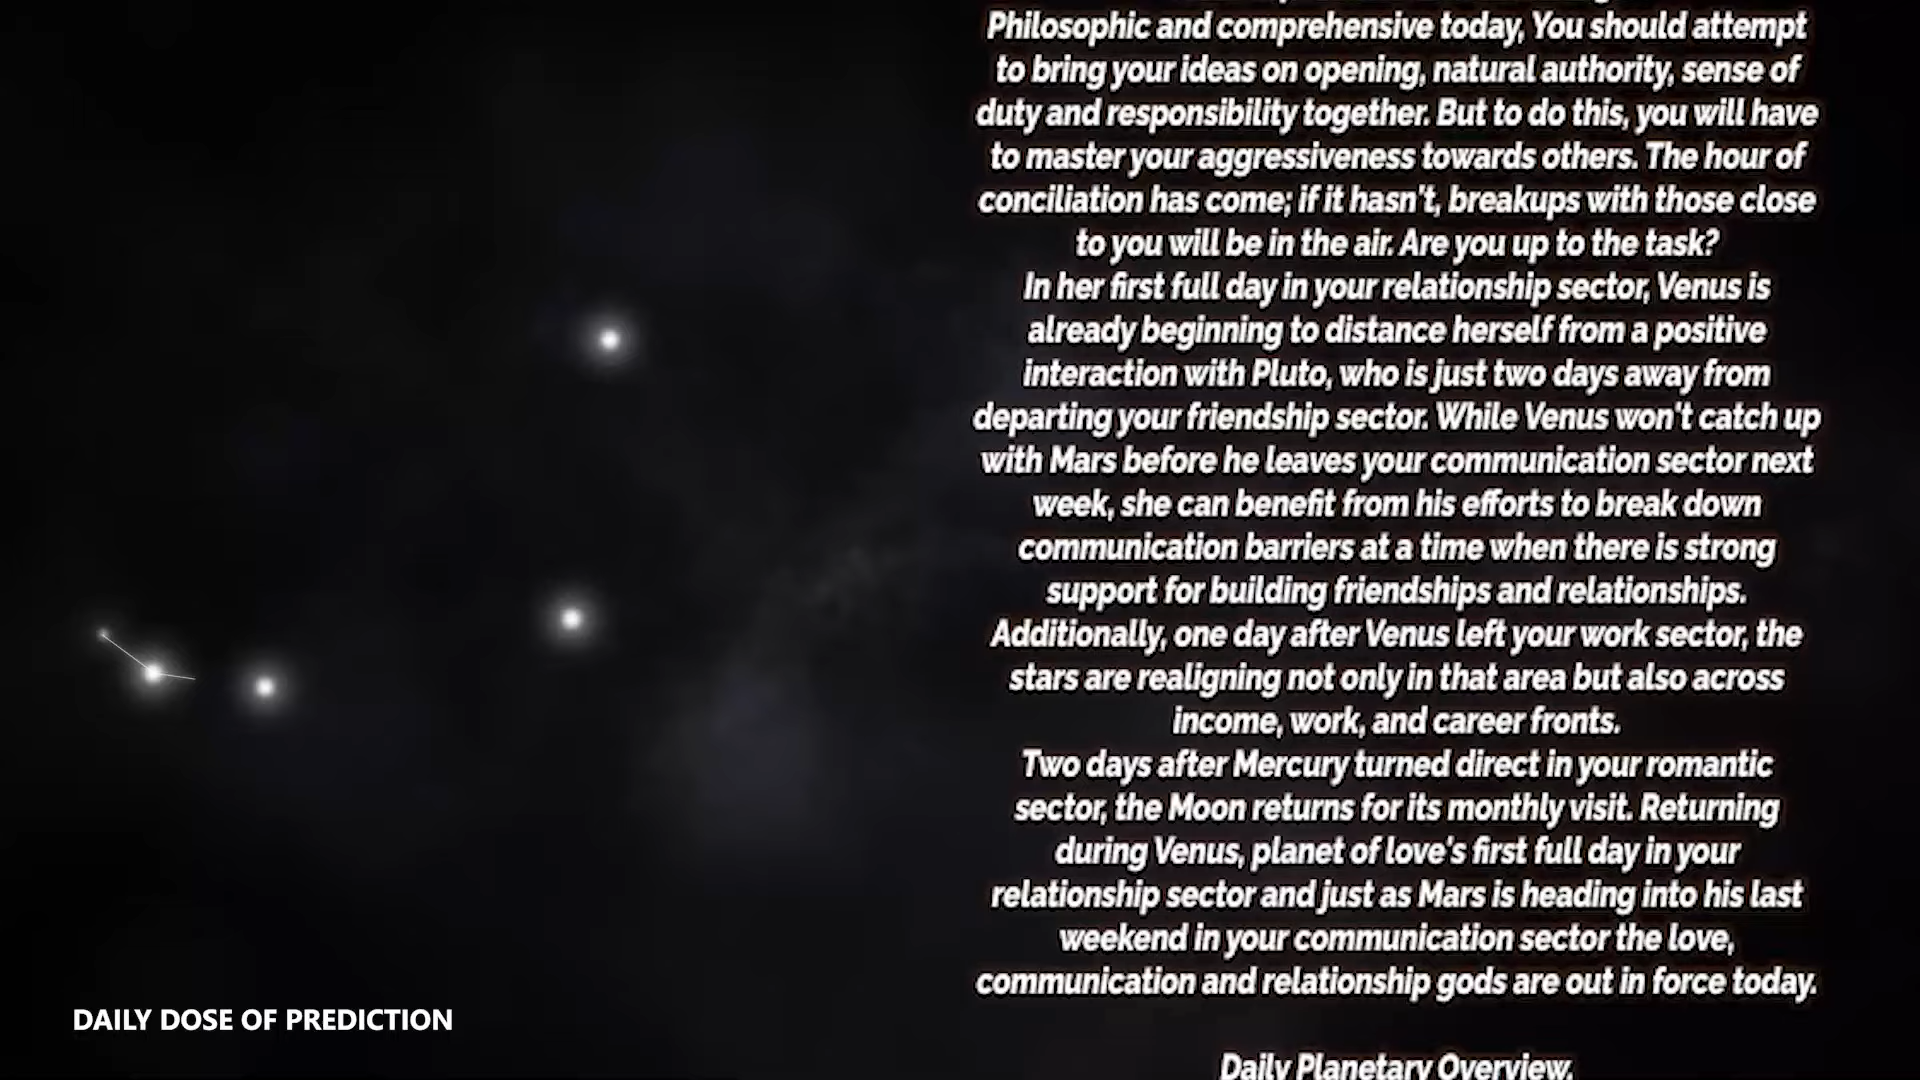 Philosophic and comprehensive today, You should attempt
to bring your ideas on opening, natural authority, sense of
duty and responsibility together. But to do this, you will have
to master your aggressiveness towards others. The hour of
conciliation has come; if it hasn't, breakups with those close
to you will be in the air. Are you up to the task?
In her first full day in your relationship sector, Venus is
already beginning to distance herself from a positive
interaction with Pluto, who is just two days away from
departing your friendship sector. While Venus won't catch up
with Mars before he leaves your communication sector next
week, she can benefit from his efforts to break down
communication barriers at a time when there is strong
support for building friendships and relationships.
Additionally, one day after Venus left your work sector, the
stars are realigning not only in that area but also across
income, work, and career fronts.
Two days after Mercury turned direct in your romantic
sector, the Moon returns for its monthly visit. Returning
during Venus, planet of love's first full day in your
relationship sector and just as Mars is heading into his last
weekend in your communication sector the love,
communication and relationship gods are out in force today.
Daily Planetary Overview.
DAILY DOSE OF PREDICTION